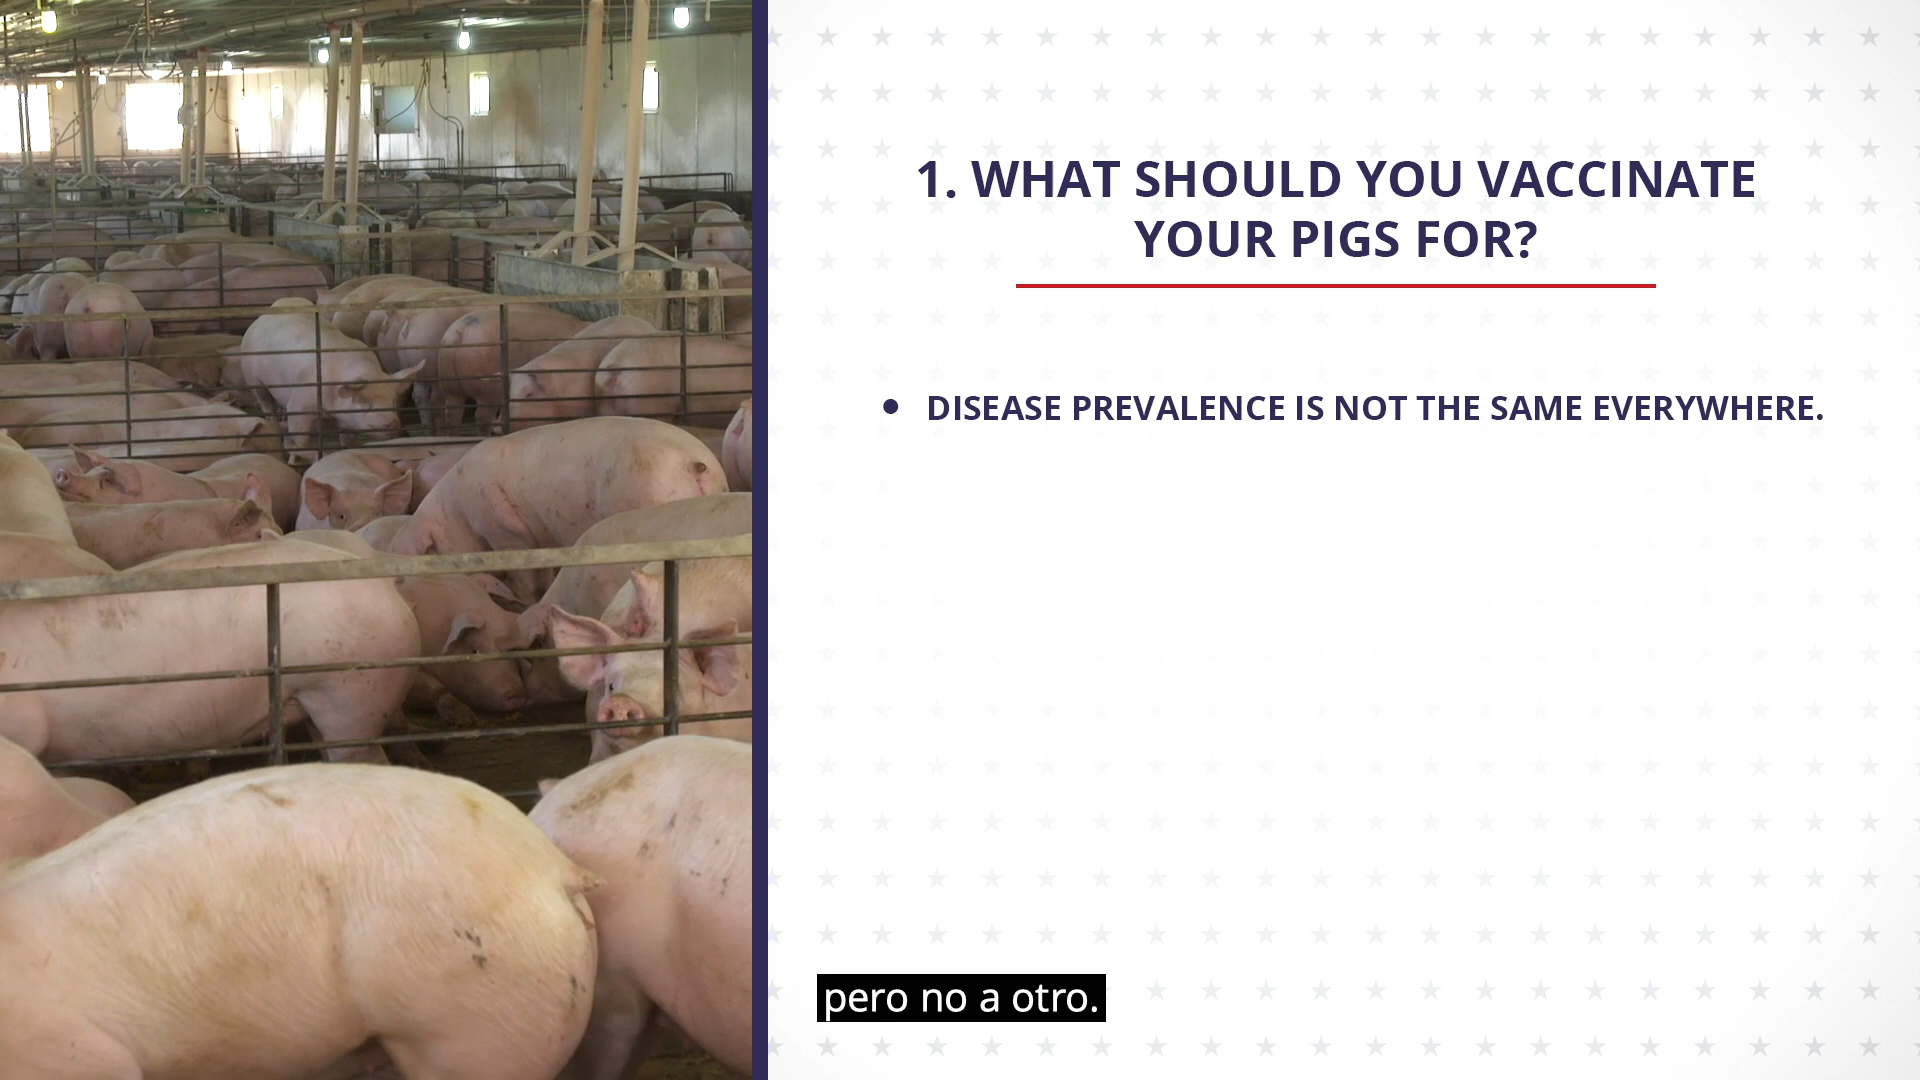 1. WHAT SHOULD YOU VACCINATE
YOUR PIGS FOR?
• DISEASE PREVALENCE IS NOT THE SAME EVERYWHERE.
pero no a otro.